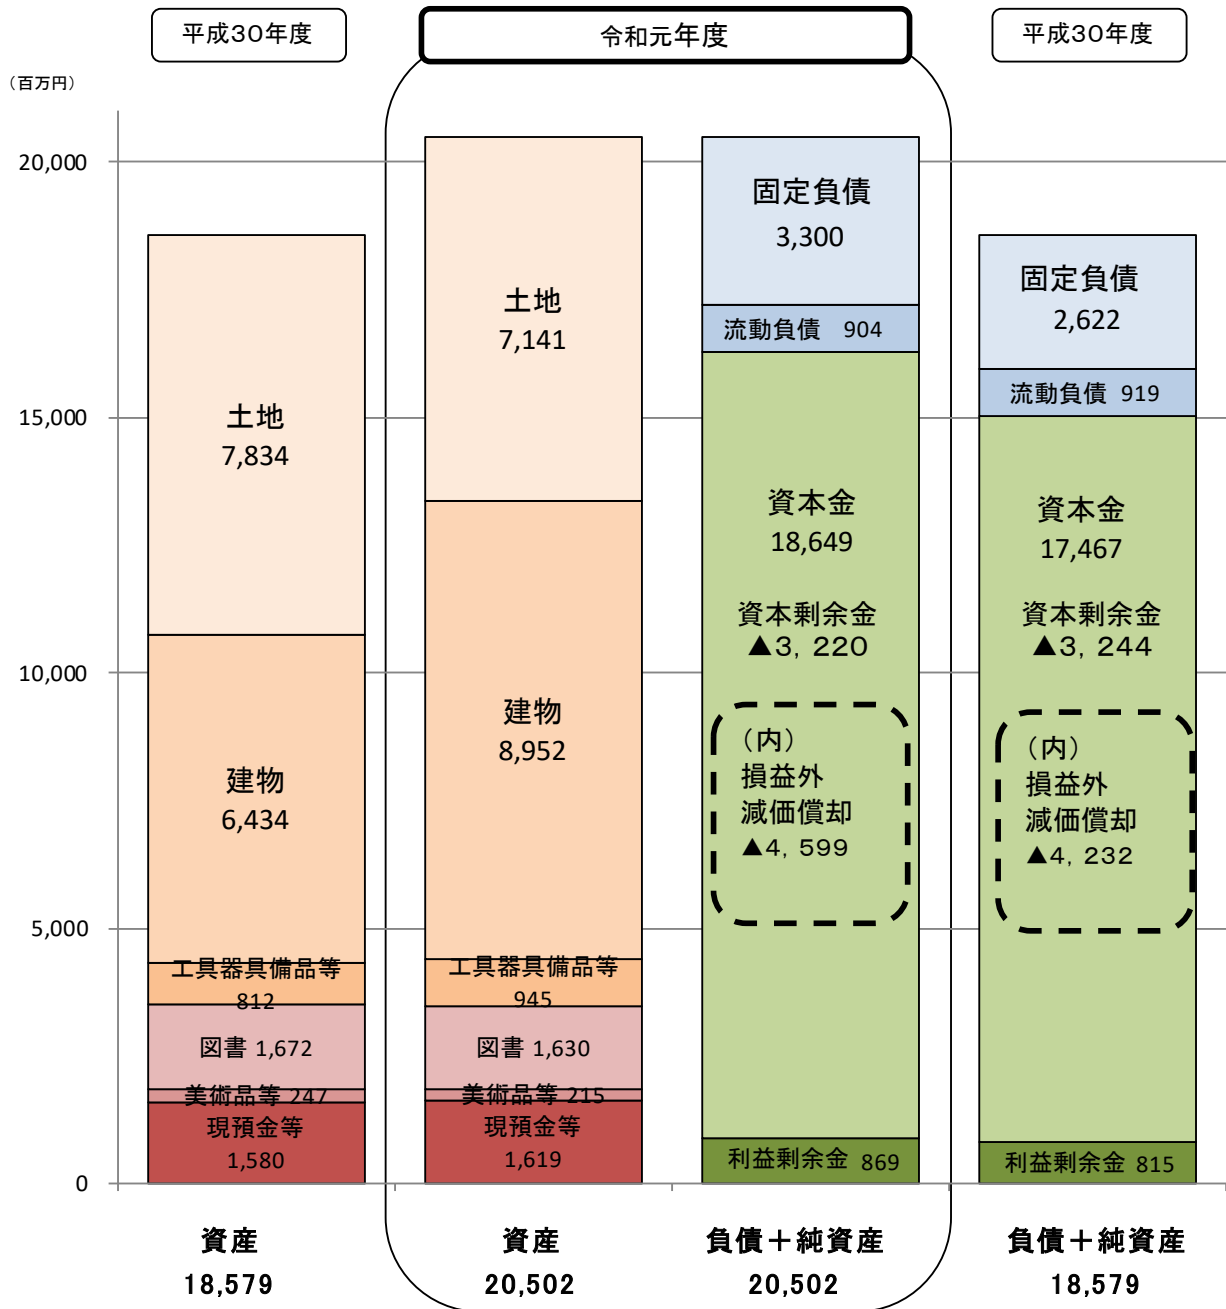 平成30年度
令和元年度
平成30年度
（百万円）
20,000
15,000
10,000
5,000
0
土地
7,834
建物
6,434
工具器具備品等
812
図書 1,672
美術品等 247
現預金等
1,580
土地
7,141
建物
8,952
工具器具備品等
945
図書 1,630
美術品等 215
現預金等
1,619
固定負債
3,300
流動負債 904
資本金
18,649
資本剰余金
▲3，220
（内）
損益外
減価償却
▲4，599
利益剰余金 869
固定負債
2,622
流動負債 919
資本金
17,467
資本剰余金
▲3，244
（内）
損益外
減価償却
▲4，232
利益剰余金 815
資産
18,579
資産
20,502
負債＋純資産
20,502
負債＋純資産
18,579